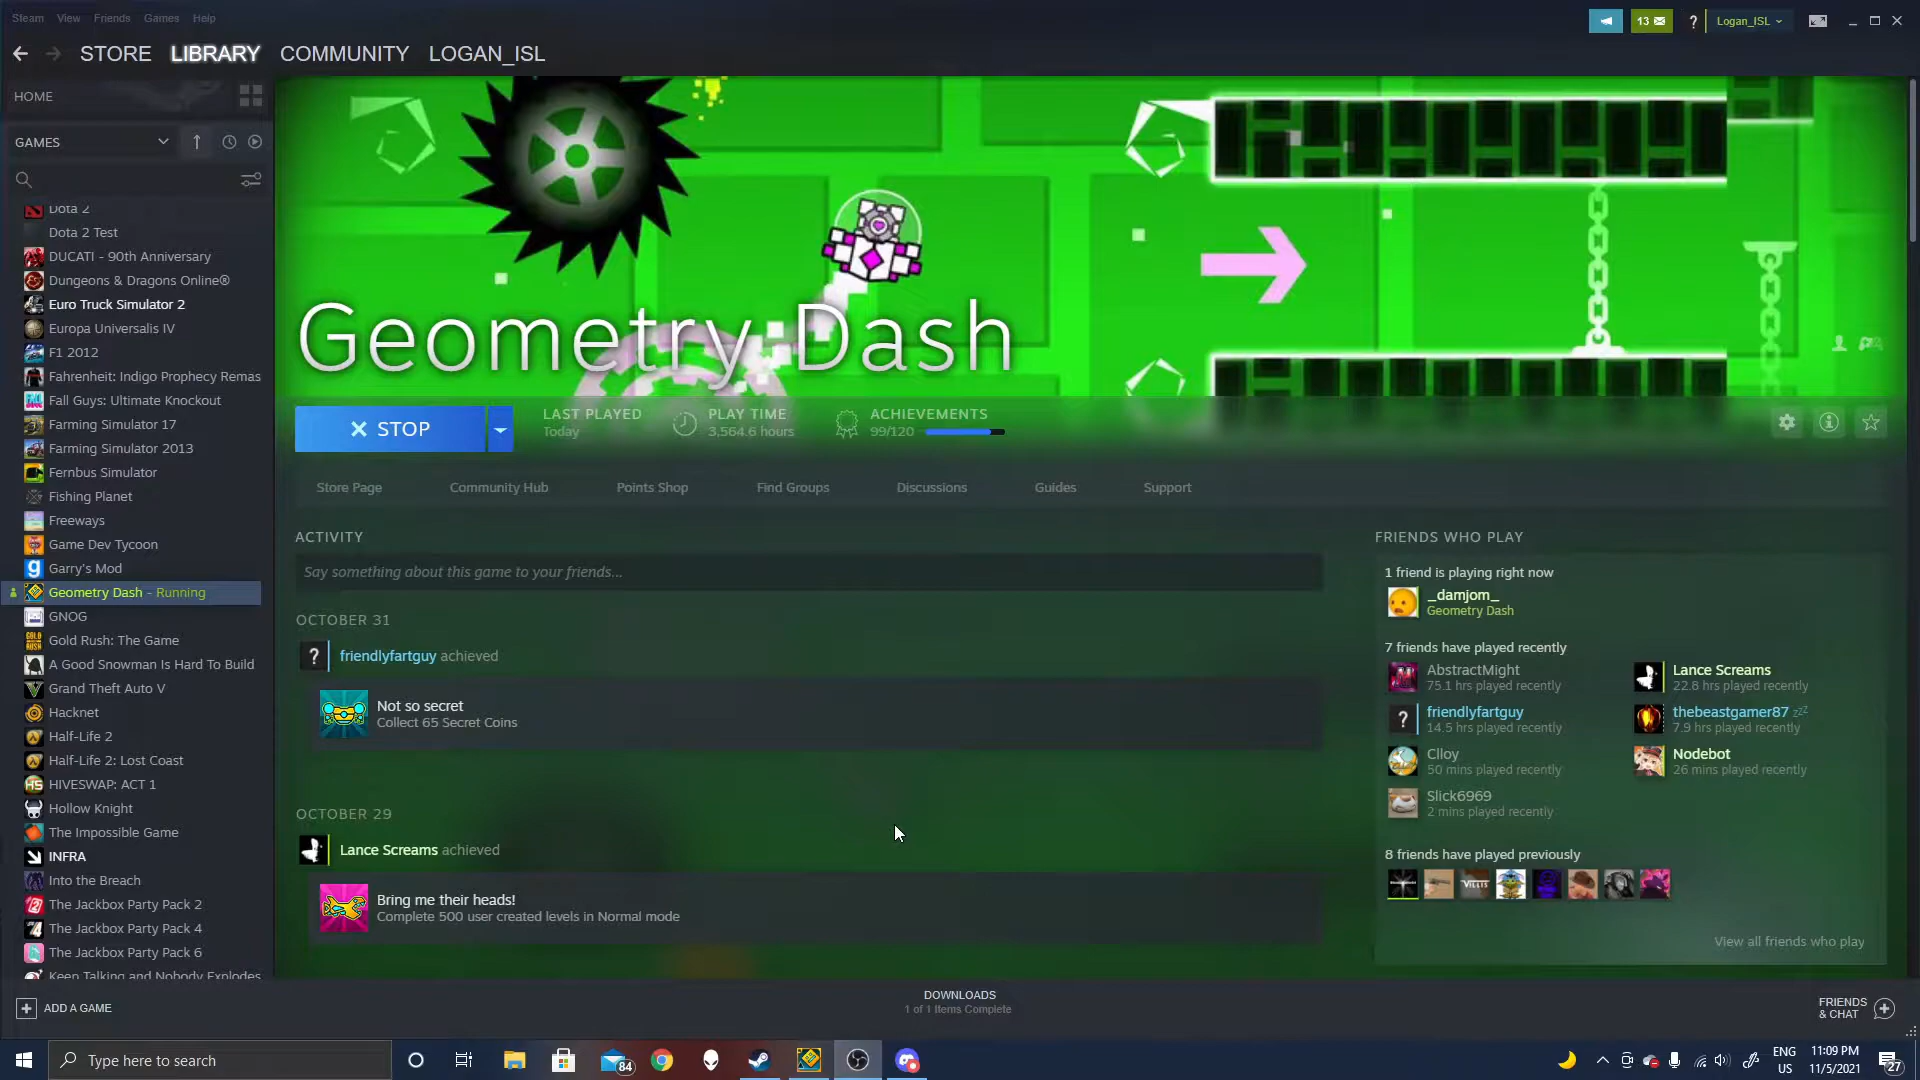 Steam View Friends Games Help
13
?
Logan_ISL
STORE LIBRARY COMMUNITY LOGAN_ISL
HOME
GAMES
Dota 2
Dota 2 Test
DUCATI - 90th Anniversary
Dungeons & Dragons Online®
Euro Truck Simulator 2
Europa Universalis IV
F1 2012
Fahrenheit: Indigo Prophecy Remas
Fall Guys: Ultimate Knockout
Farming Simulator 17
Farming Simulator 2013
Fernbus Simulator
Fishing Planet
Freeways
Game Dev Tycoon
Garry's Mod
Geometry Dash - Running
GNOG
Gold Rush: The Game
A Good Snowman Is Hard To Build
Grand Theft Auto V
Hacknet
Half-Life 2
Half-Life 2: Lost Coast
HIVESWAP: ACT 1
Hollow Knight
The Impossible Game
INFRA
Into the Breach
The Jackbox Party Pack 2
The Jackbox Party Pack 4
The Jackbox Party Pack 6
Keep Talking and Nobody Explodes
ADD A GAME
Geometry Dash
STOP
LAST PLAYED
Today
PLAY TIME
3,564.6 hours
ACHIEVEMENTS
99/120
Store Page Community Hub Points Shop Find Groups Discussions Guides Support
ACTIVITY
Say something about this game to your friends...
OCTOBER 31
? friendlyfartguy achieved
Not so secret
Collect 65 Secret Coins
OCTOBER 29
Lance Screams achieved
Bring me their heads!
Complete 500 user created levels in Normal mode
FRIENDS WHO PLAY
1 friend is playing right now
_damjom_
Geometry Dash
7 friends have played recently
AbstractMight
75.1 hrs played recently
Lance Screams
22.8 hrs played recently
? friendlyfartguy
14.5 hrs played recently
thebeastgamer87 zzZ
7.9 hrs played recently
Clloy
50 mins played recently
Nodebot
26 mins played recently
Slick6969
2 mins played recently
8 friends have played previously
View all friends who play
DOWNLOADS
1 of 1 Items Complete
FRIENDS
& CHAT
Type here to search
84
ENG
US
11:09 PM
11/5/2021
27